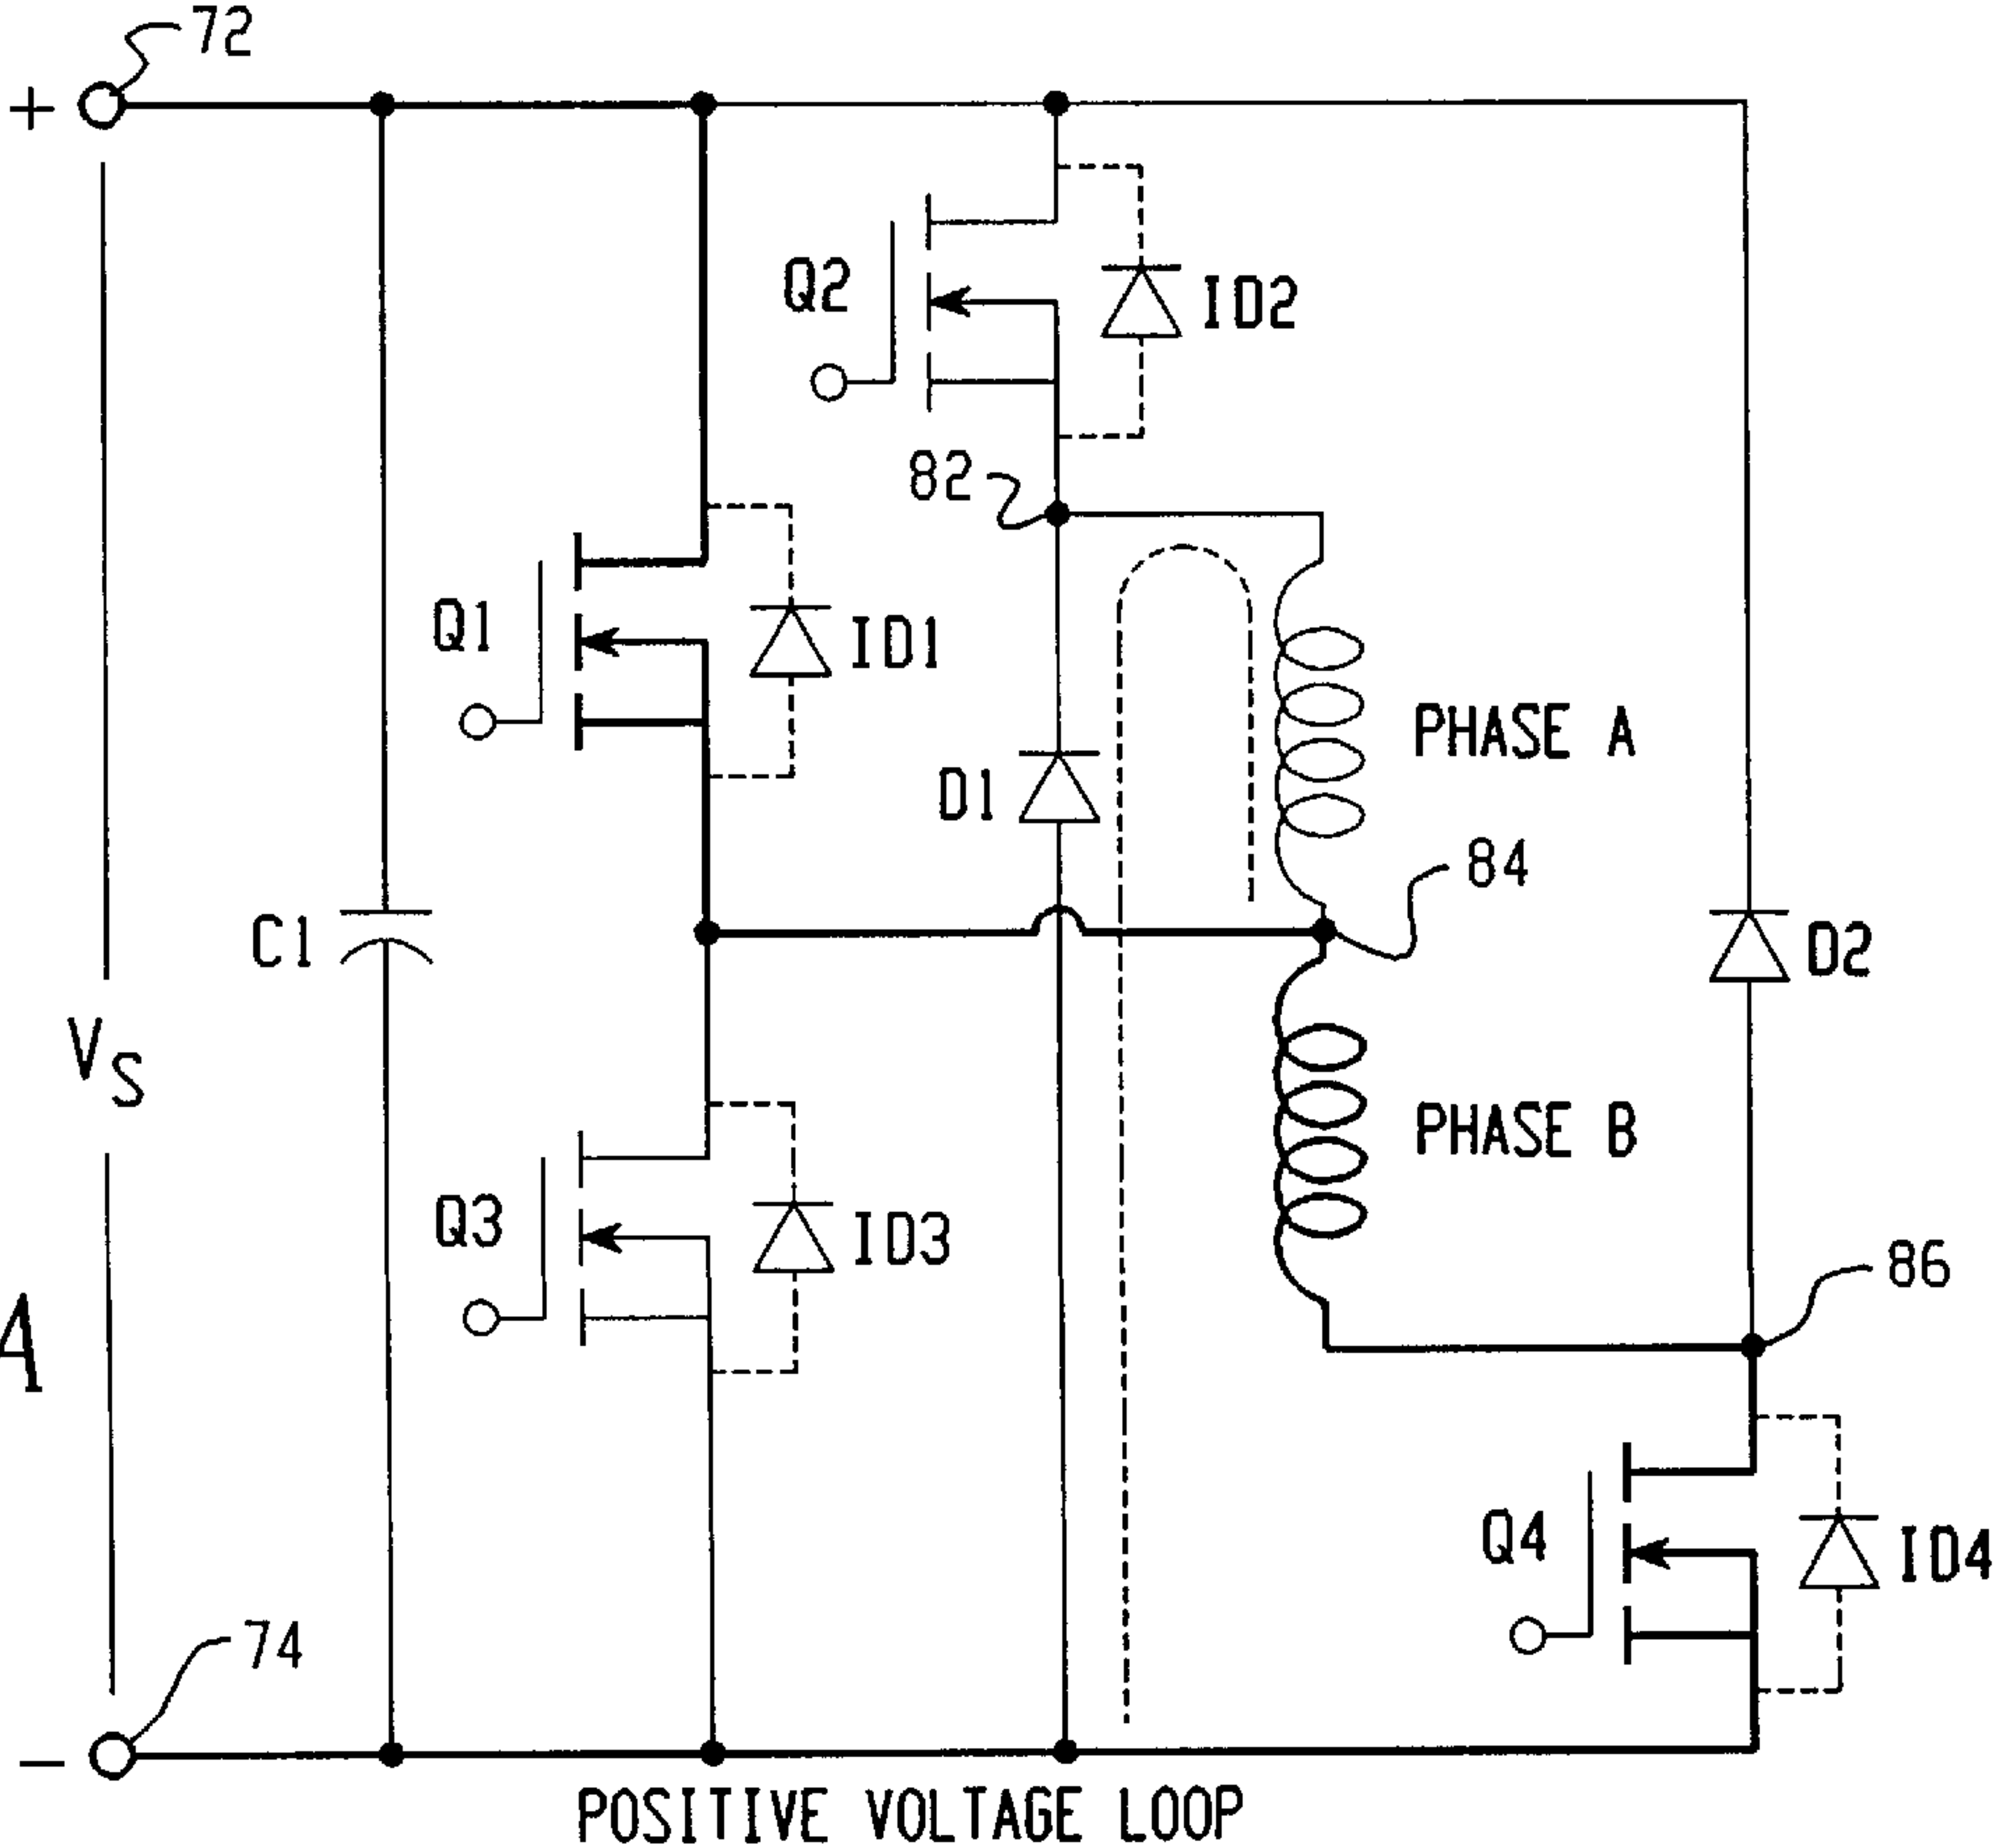 72
+
Q2
ID2
82
Q1
ID1
PHASE A
D1
84
C1
D2
VS
PHASE B
Q3
ID3
86
A
Q4
ID4
74
−
POSITIVE VOLTAGE LOOP